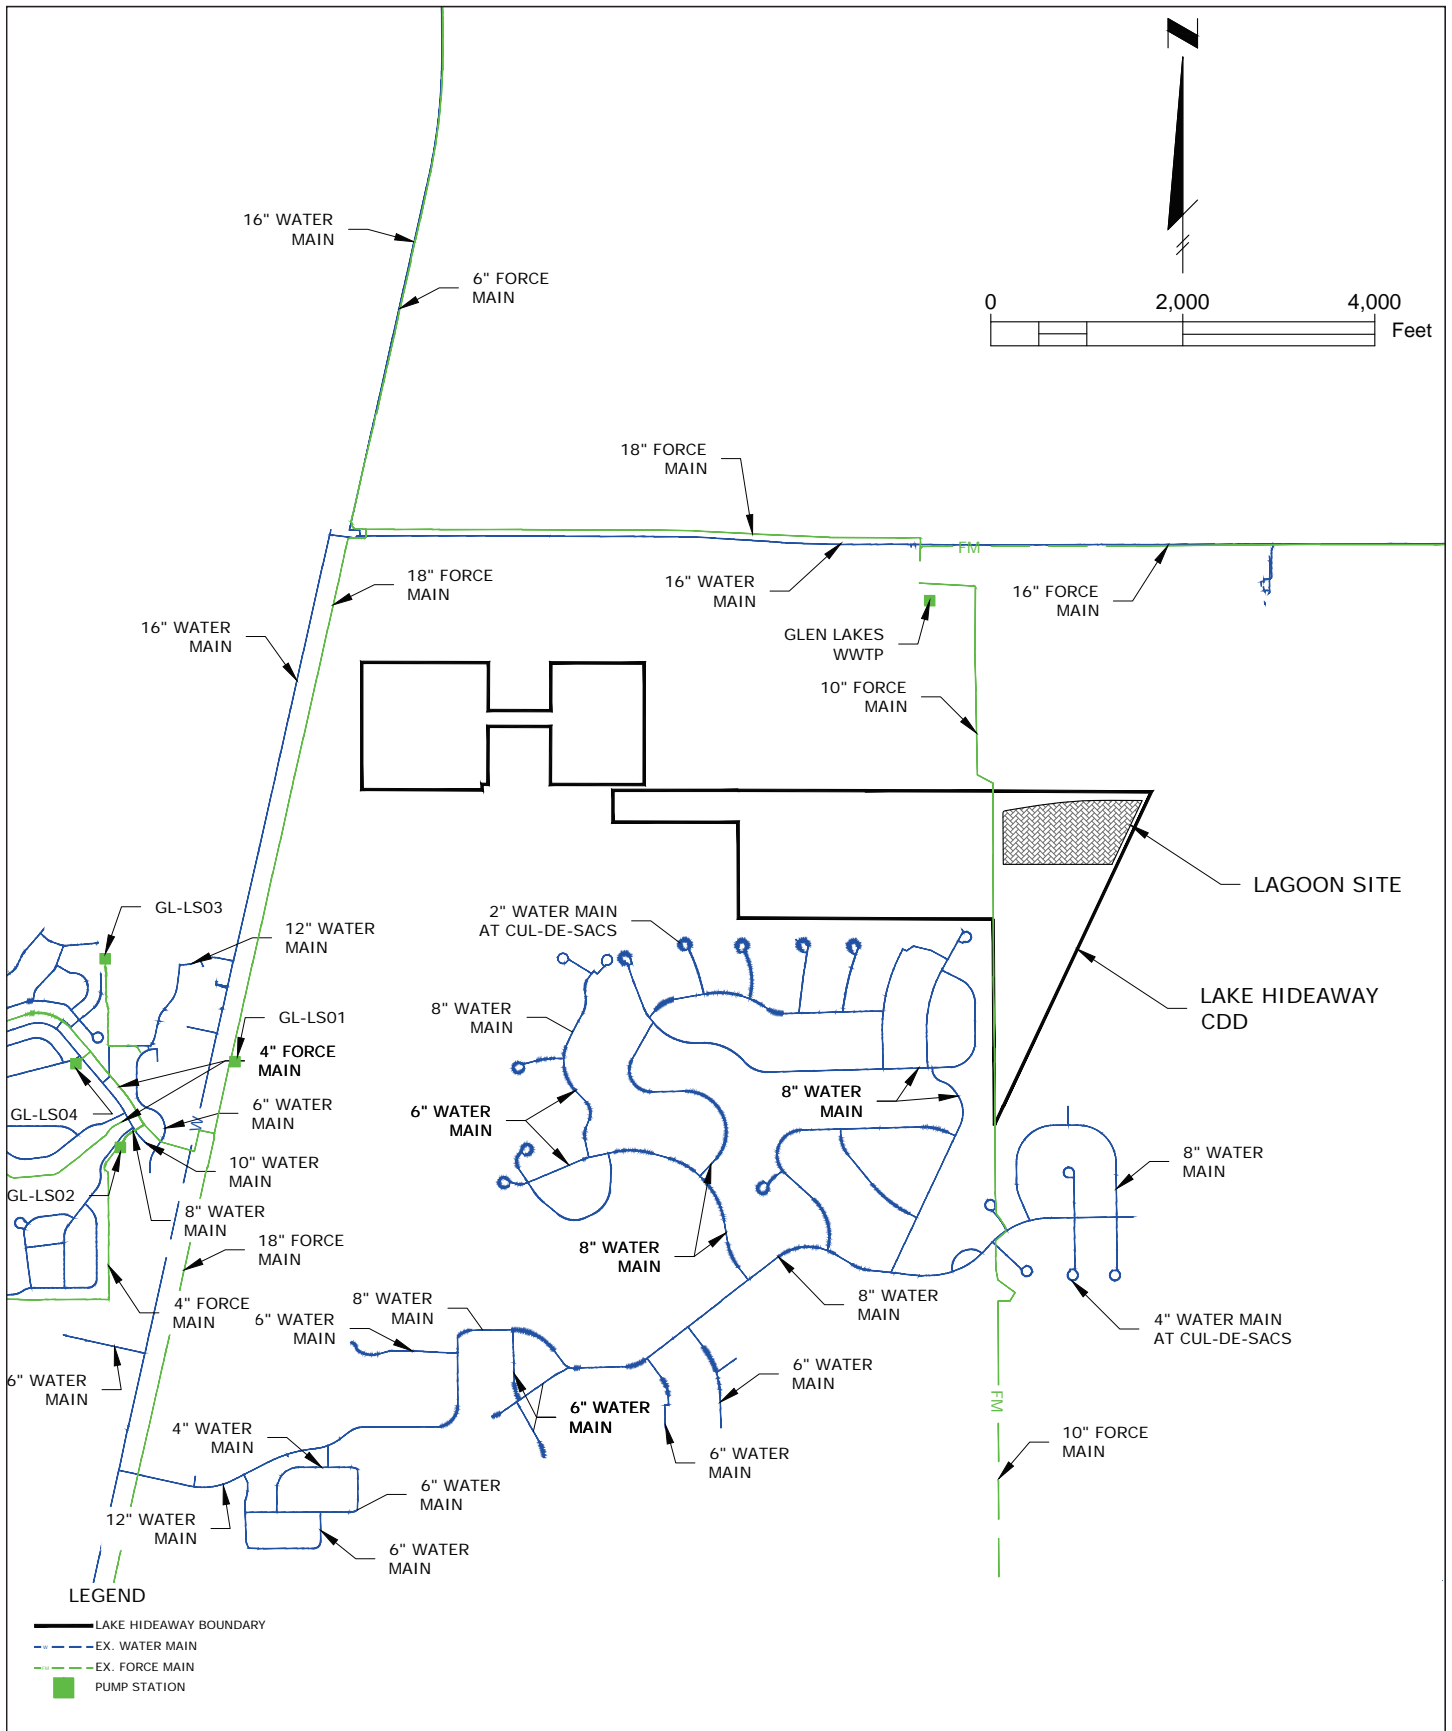 N
16" WATER
MAIN
6" FORCE
MAIN
0
2,000
4,000
Feet
18" FORCE
MAIN
FM
16" WATER
MAIN
16" FORCE
MAIN
18" FORCE
MAIN
16" WATER
MAIN
GLEN LAKES
WWTP
10" FORCE
MAIN
LAGOON SITE
GL-LS03
12" WATER
MAIN
2" WATER MAIN
AT CUL-DE-SACS
LAKE HIDEAWAY
CDD
8" WATER
MAIN
GL-LS01
4" FORCE
MAIN
8" WATER
MAIN
GL-LS04
6" WATER
MAIN
W
6" WATER
MAIN
10" WATER
MAIN
8" WATER
MAIN
GL-LS02
8" WATER
MAIN
18" FORCE
MAIN
8" WATER
MAIN
4" FORCE
MAIN
8" WATER
MAIN
8" WATER
MAIN
6" WATER
MAIN
4" WATER MAIN
AT CUL-DE-SACS
6" WATER
MAIN
6" WATER
MAIN
FM
6" WATER
MAIN
4" WATER
MAIN
6" WATER
MAIN
10" FORCE
MAIN
6" WATER
MAIN
12" WATER
MAIN
6" WATER
MAIN
LEGEND
LAKE HIDEAWAY BOUNDARY
W EX. WATER MAIN
FM EX. FORCE MAIN
PUMP STATION